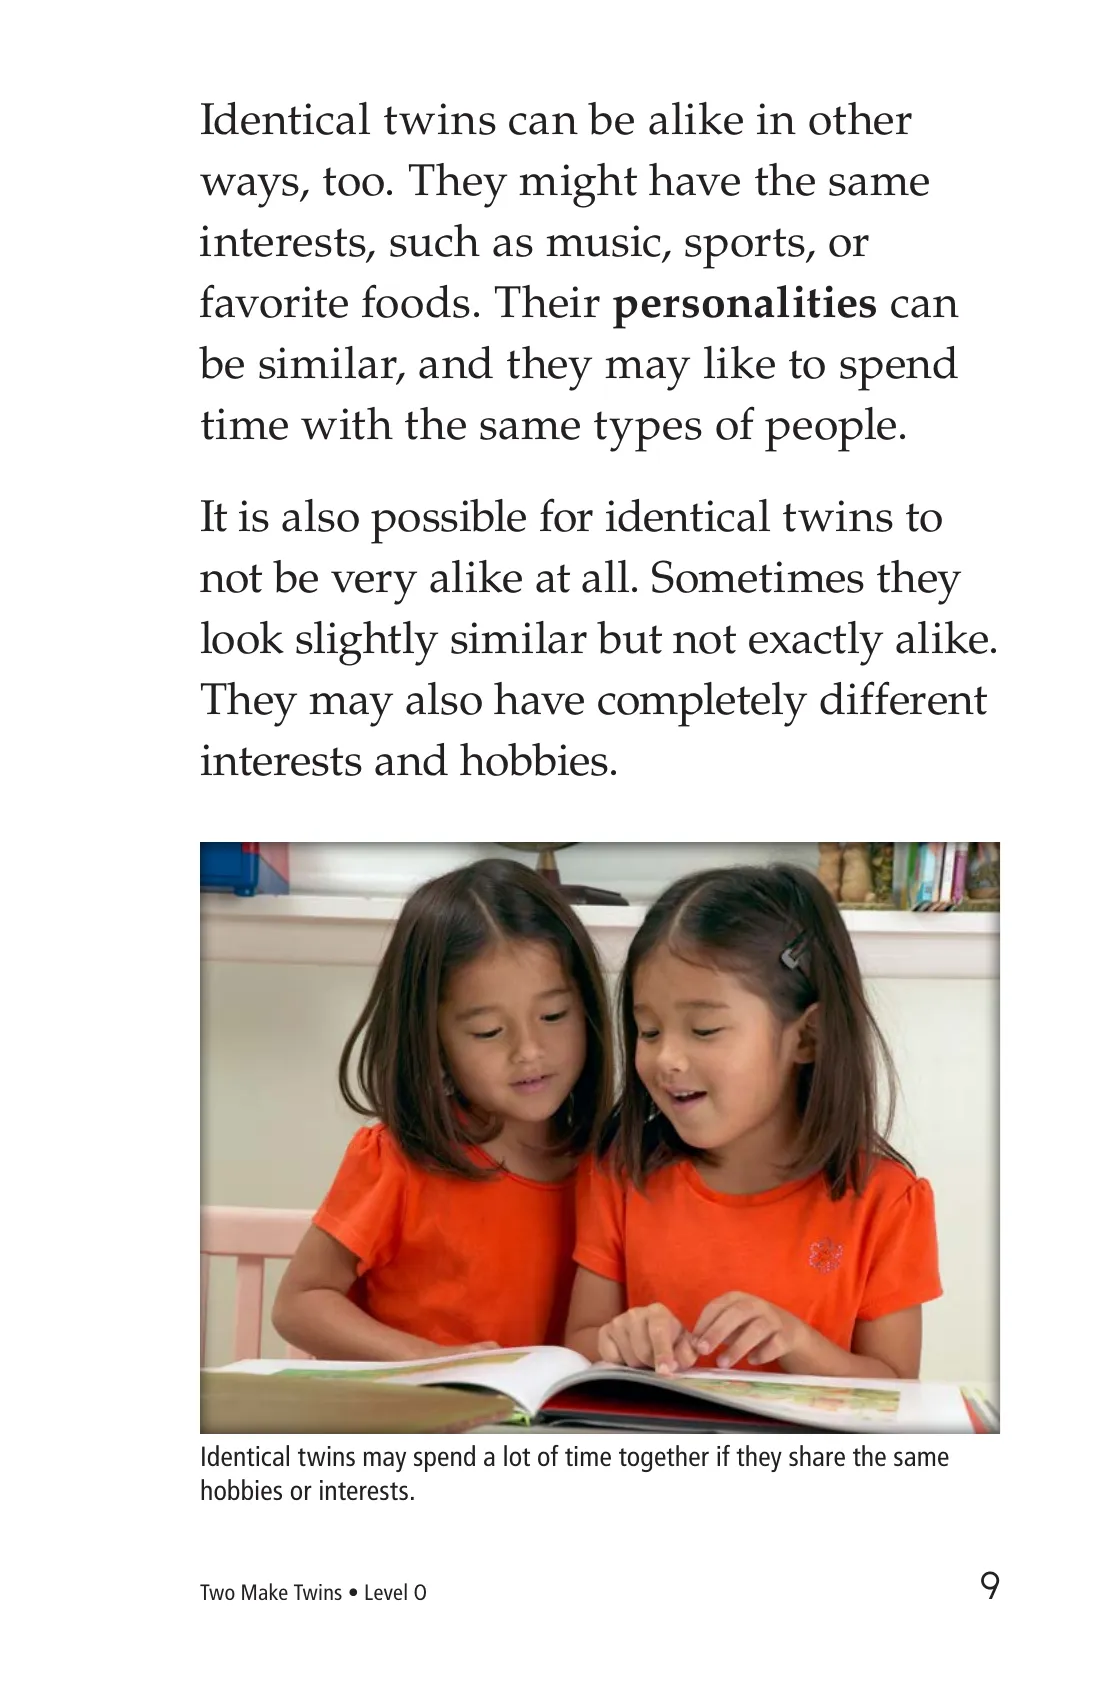 Identical twins can be alike in other
ways, too. They might have the same
interests, such as music, sports, or
favorite foods. Their personalities can
be similar, and they may like to spend
time with the same types of people.
It is also possible for identical twins to
not be very alike at all. Sometimes they
look slightly similar but not exactly alike.
They may also have completely different
interests and hobbies.
Identical twins may spend a lot of time together if they share the same
hobbies or interests.
Two Make Twins • Level O
9